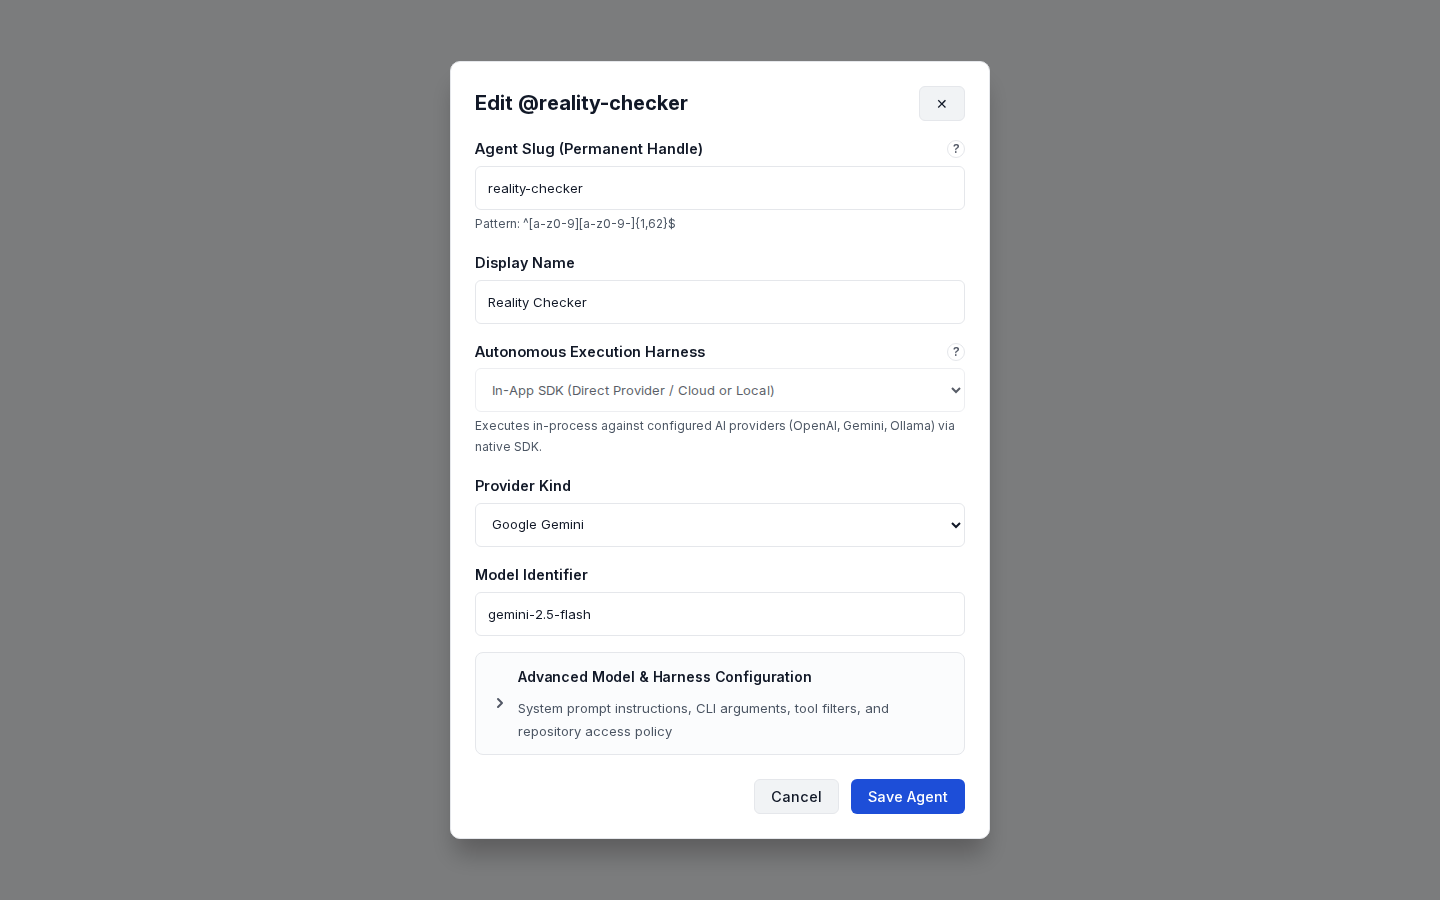 Edit @reality-checker
✕
Agent Slug (Permanent Handle)
?
reality-checker
Pattern: ^[a-z0-9][a-z0-9-]{1,62}$
Display Name
Reality Checker
Autonomous Execution Harness
?
In-App SDK (Direct Provider / Cloud or Local)
Executes in-process against configured AI providers (OpenAI, Gemini, Ollama) via
native SDK.
Provider Kind
Google Gemini
Model Identifier
gemini-2.5-flash
Advanced Model & Harness Configuration
System prompt instructions, CLI arguments, tool filters, and
repository access policy
Cancel
Save Agent